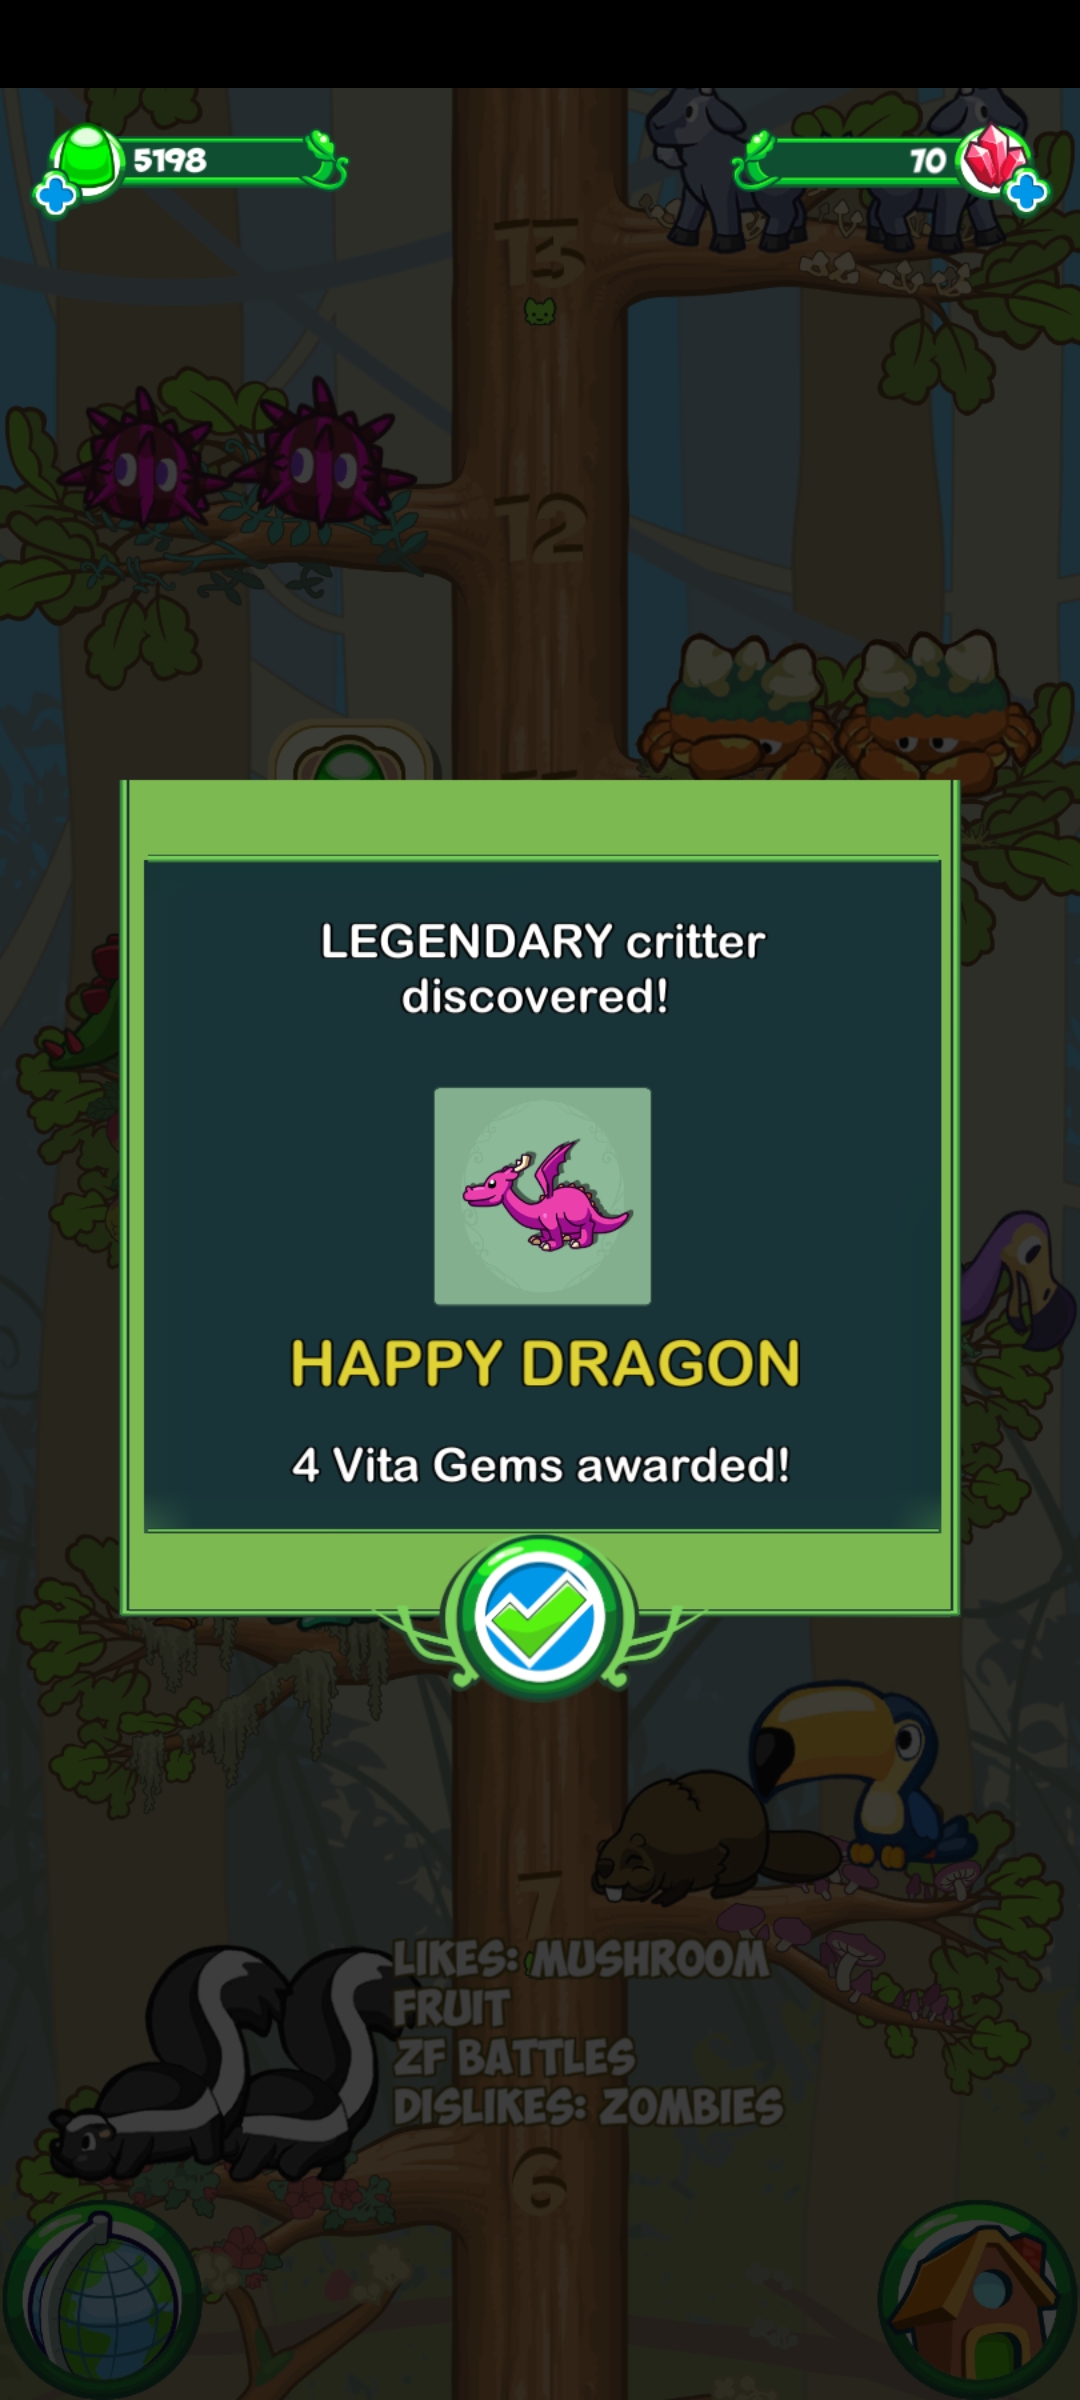 5198
70
13
12
LEGENDARY critter
discovered!
HAPPY DRAGON
4 Vita Gems awarded!
7
LIKES: MUSHROOM
FRUIT
ZF BATTLES
DISLIKES: ZOMBIES
6